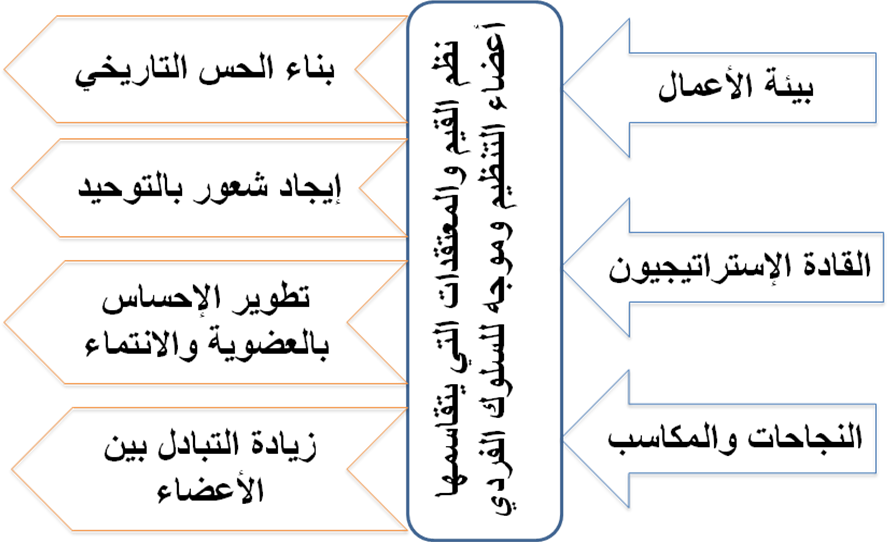 بيئة الأعمال
القادة الإستراتيجيون
النجاحات والمكاسب
نظم القيم والمعتقدات التي يتقاسمها
أعضاء التنظيم وموجه للسلوك الفردي
بناء الحس التاريخي
إيجاد شعور بالتوحيد
تطوير الإحساس
بالعضوية والانتماء
زيادة التبادل بين
الأعضاء